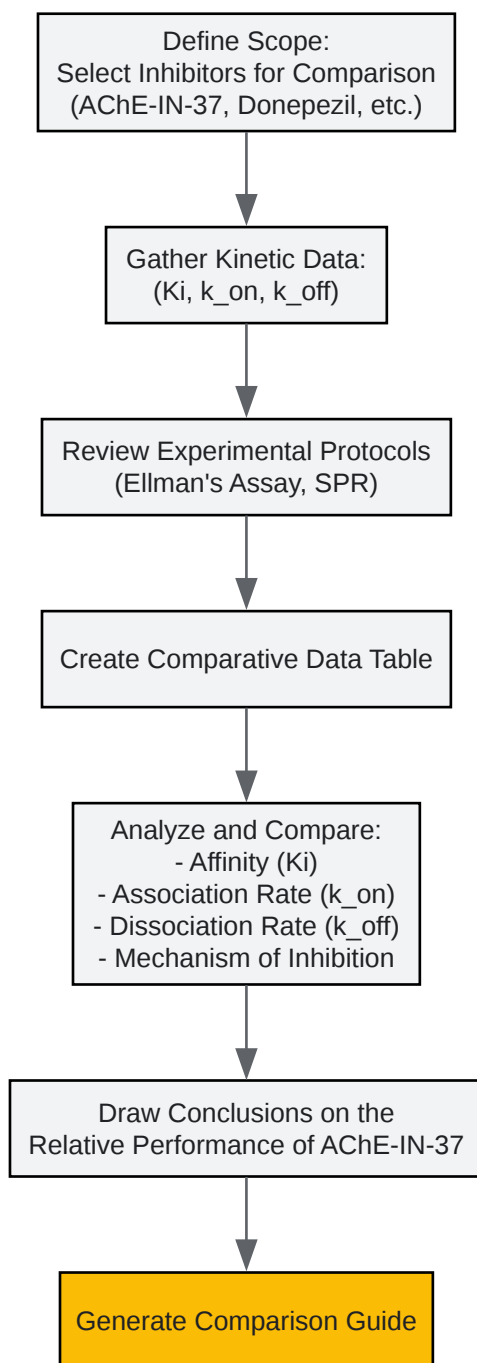 Define Scope:
Select Inhibitors for Comparison
(AChE-IN-37, Donepezil, etc.)
Gather Kinetic Data:
(Ki, k_on, k_off)
Review Experimental Protocols
(Ellman's Assay, SPR)
Create Comparative Data Table
Analyze and Compare:
- Affinity (Ki)
- Association Rate (k_on)
- Dissociation Rate (k_off)
- Mechanism of Inhibition
Draw Conclusions on the
Relative Performance of AChE-IN-37
Generate Comparison Guide